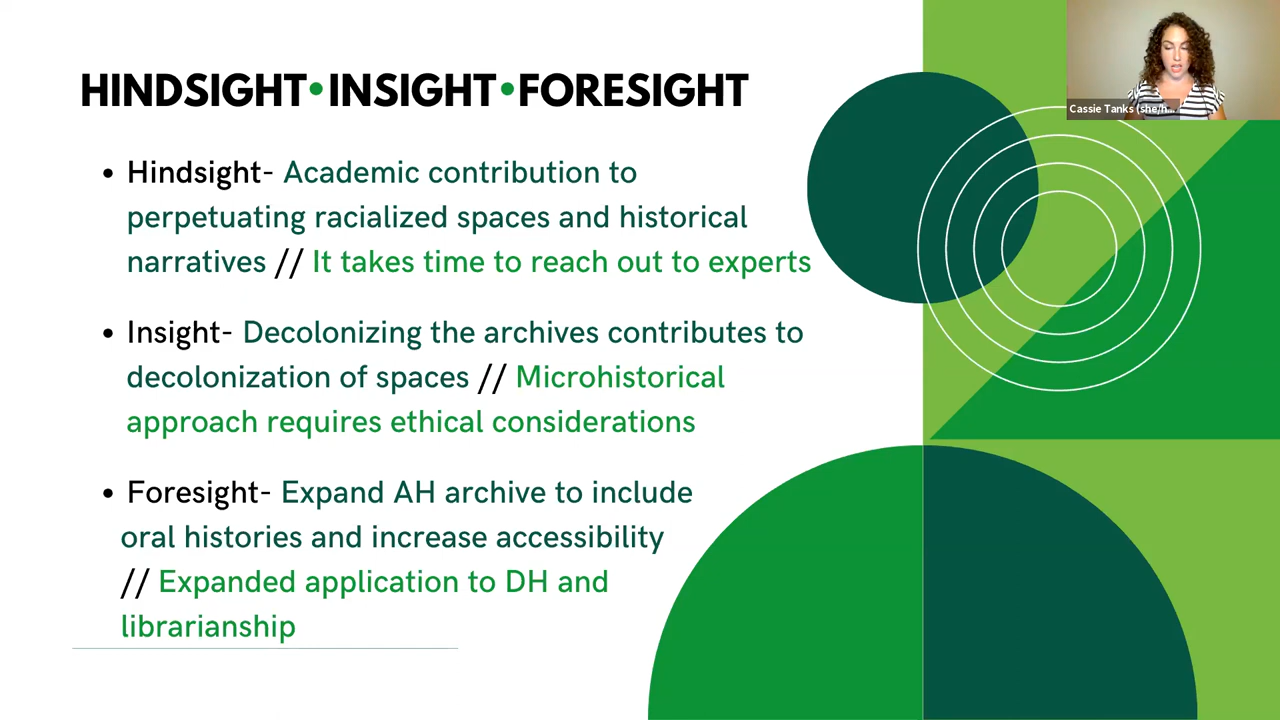 HINDSIGHT•INSIGHT•FORESIGHT
Cassie Tanks (she/h...
• Hindsight- Academic contribution to
perpetuating racialized spaces and historical
narratives // It takes time to reach out to experts
• Insight- Decolonizing the archives contributes to
decolonization of spaces // Microhistorical
approach requires ethical considerations
• Foresight- Expand AH archive to include
oral histories and increase accessibility
// Expanded application to DH and
librarianship